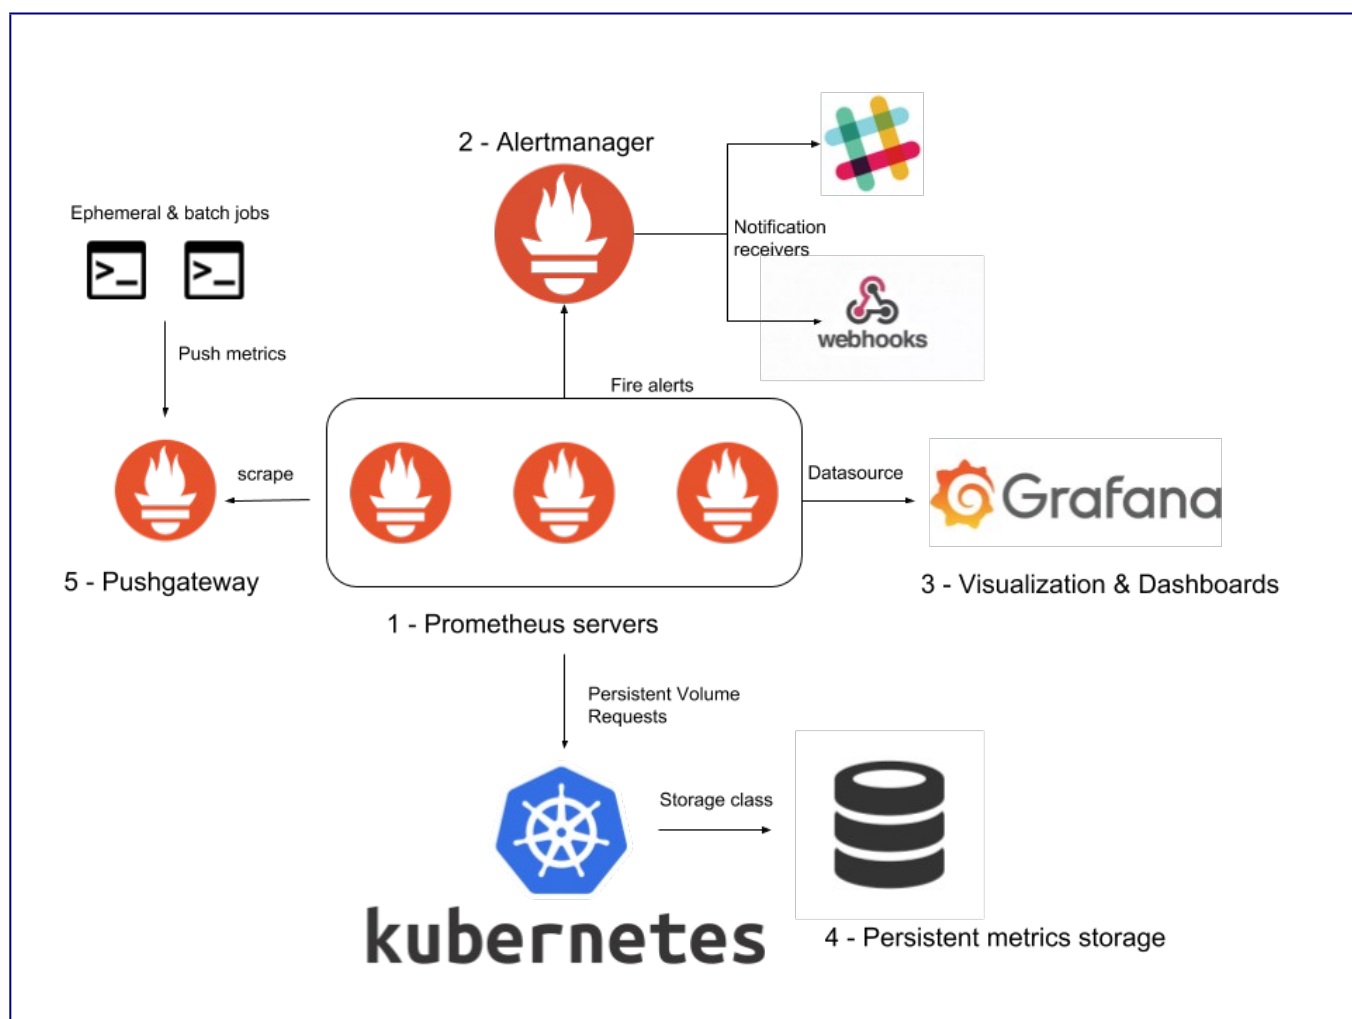 2 - Alertmanager
Ephemeral & batch jobs
>_
>_
Notification
receivers
webhooks
Push metrics
Fire alerts
scrape
Datasource
Grafana
5 - Pushgateway
3 - Visualization & Dashboards
1 - Prometheus servers
Persistent Volume
Requests
Storage class
kubernetes
4 - Persistent metrics storage